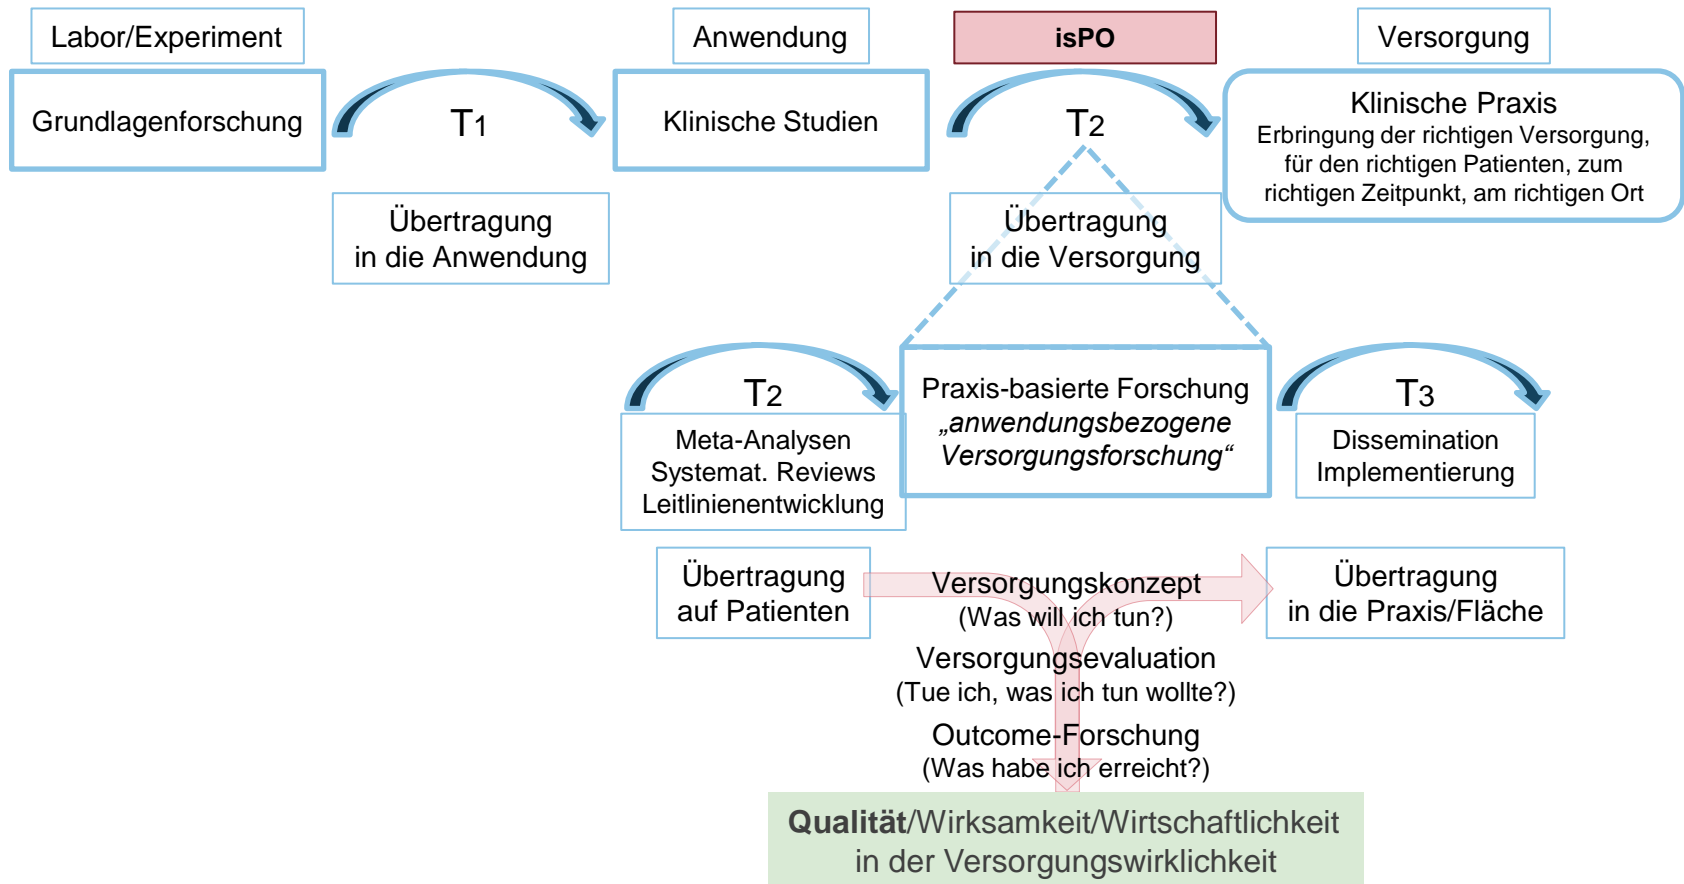 Labor/Experiment
Anwendung
isPO
Versorgung
Grundlagenforschung
T1
Klinische Studien
T2
Klinische Praxis
Erbringung der richtigen Versorgung,
für den richtigen Patienten, zum
richtigen Zeitpunkt, am richtigen Ort
Übertragung
in die Anwendung
Übertragung
in die Versorgung
T2
Meta-Analysen
Systemat. Reviews
Leitlinienentwicklung
Praxis-basierte Forschung
„anwendungsbezogene
Versorgungsforschung“
T3
Dissemination
Implementierung
Übertragung
auf Patienten
Versorgungskonzept
(Was will ich tun?)
Versorgungsevaluation
(Tue ich, was ich tun wollte?)
Outcome-Forschung
(Was habe ich erreicht?)
Übertragung
in die Praxis/Fläche
Qualität/Wirksamkeit/Wirtschaftlichkeit
in der Versorgungswirklichkeit